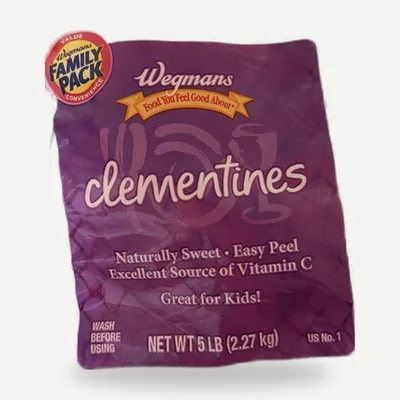 VALUE
Wegmans
FAMILY
PACK
CONVENIENCE
Wegmans
Food You Feel Good About®
clementines
Naturally Sweet • Easy Peel
Excellent Source of Vitamin C
Great for Kids!
WASH
BEFORE
USING
NET WT 5 LB (2.27 kg)
US No. 1